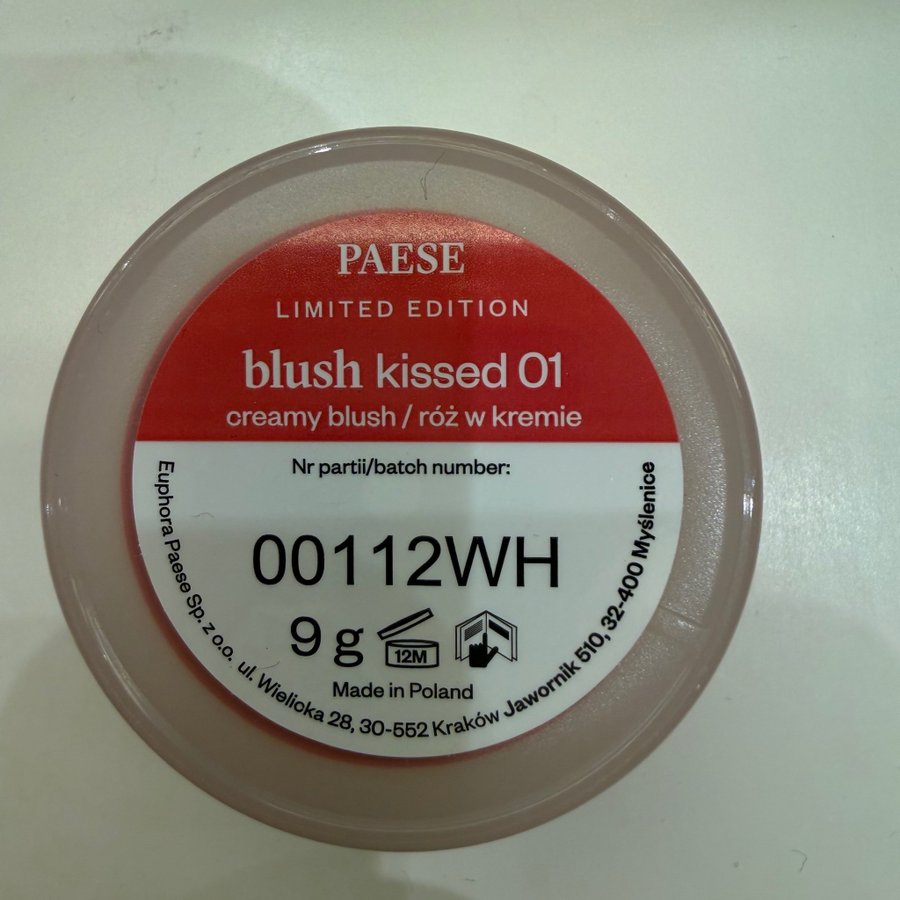 PAESE
LIMITED EDITION
blush kissed 01
creamy blush / róż w kremie
Nr partii/batch number:
00112WH
9 g 12M
Made in Poland
Euphora Paese Sp. z o.o. ul. Wielicka 28, 30-552 Kraków Jawornik 510, 32-400 Myślenice